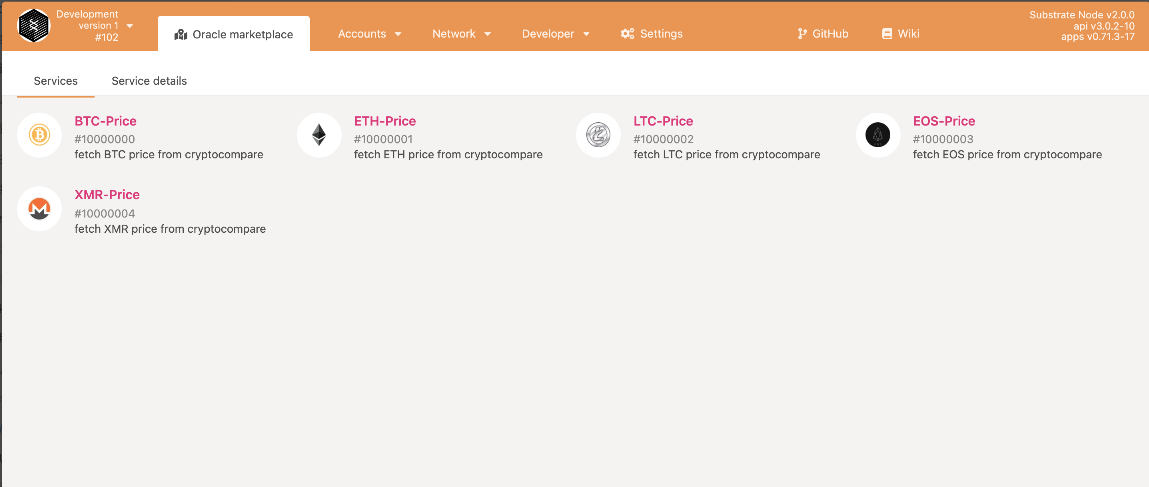 Development
version 1
#102
Oracle marketplace
Accounts
Network
Developer
Settings
GitHub
Wiki
Substrate Node v2.0.0
api v3.0.2-10
apps v0.71.3-17
Services
Service details
BTC-Price
#10000000
fetch BTC price from cryptocompare
ETH-Price
#10000001
fetch ETH price from cryptocompare
LTC-Price
#10000002
fetch LTC price from cryptocompare
EOS-Price
#10000003
fetch EOS price from cryptocompare
XMR-Price
#10000004
fetch XMR price from cryptocompare